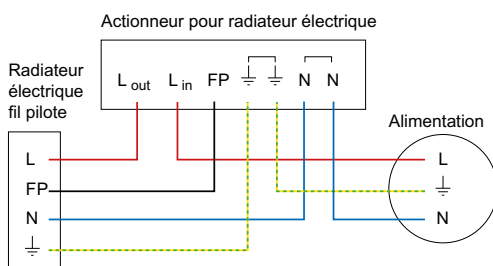 Actionneur pour radiateur électrique
L out L in FP N N
Radiateur
électrique
fil pilote
L
FP
N
Alimentation
L
N